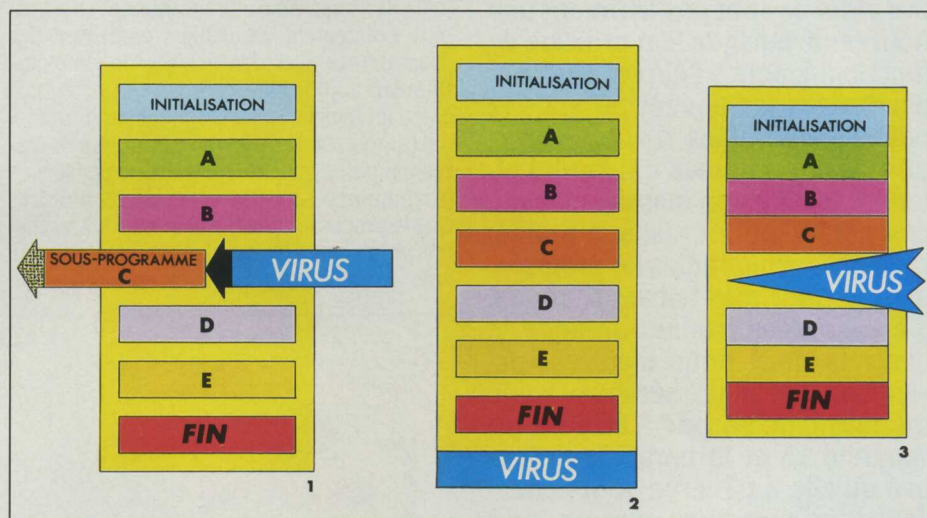 INITIALISATION
A
B
SOUS-PROGRAMME
C
VIRUS
D
E
FIN
1
INITIALISATION
A
B
C
D
E
FIN
VIRUS
2
INITIALISATION
A
B
C
VIRUS
D
E
FIN
3